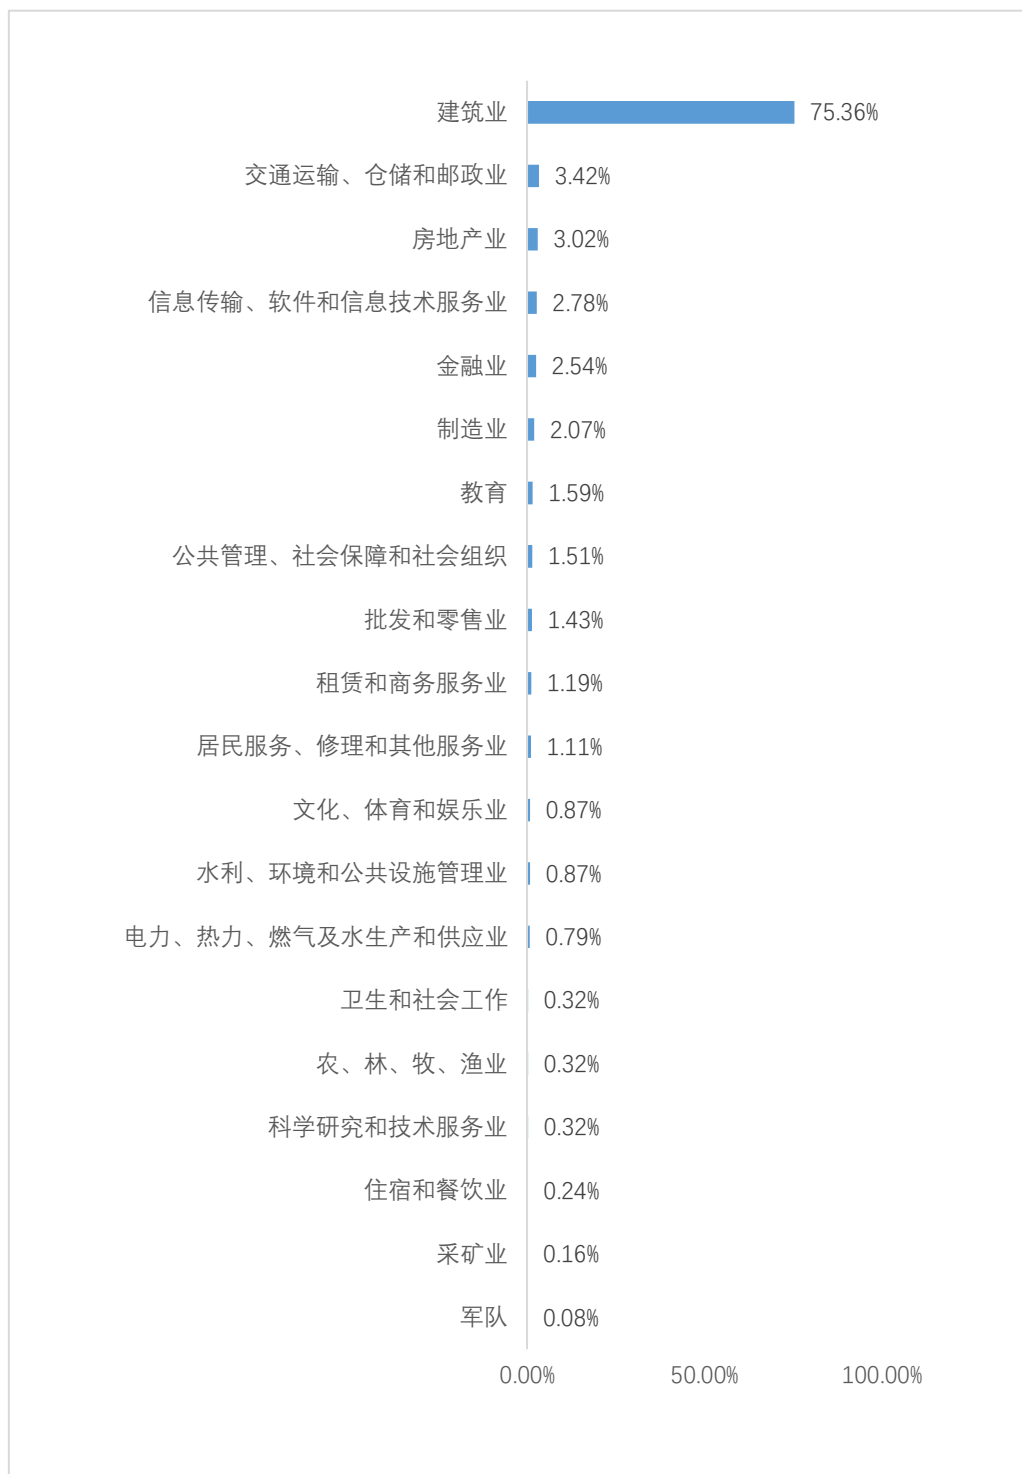 建筑业 75.36%
交通运输、仓储和邮政业 3.42%
房地产业 3.02%
信息传输、软件和信息技术服务业 2.78%
金融业 2.54%
制造业 2.07%
教育 1.59%
公共管理、社会保障和社会组织 1.51%
批发和零售业 1.43%
租赁和商务服务业 1.19%
居民服务、修理和其他服务业 1.11%
文化、体育和娱乐业 0.87%
水利、环境和公共设施管理业 0.87%
电力、热力、燃气及水生产和供应业 0.79%
卫生和社会工作 0.32%
农、林、牧、渔业 0.32%
科学研究和技术服务业 0.32%
住宿和餐饮业 0.24%
采矿业 0.16%
军队 0.08%
0.00% 50.00% 100.00%